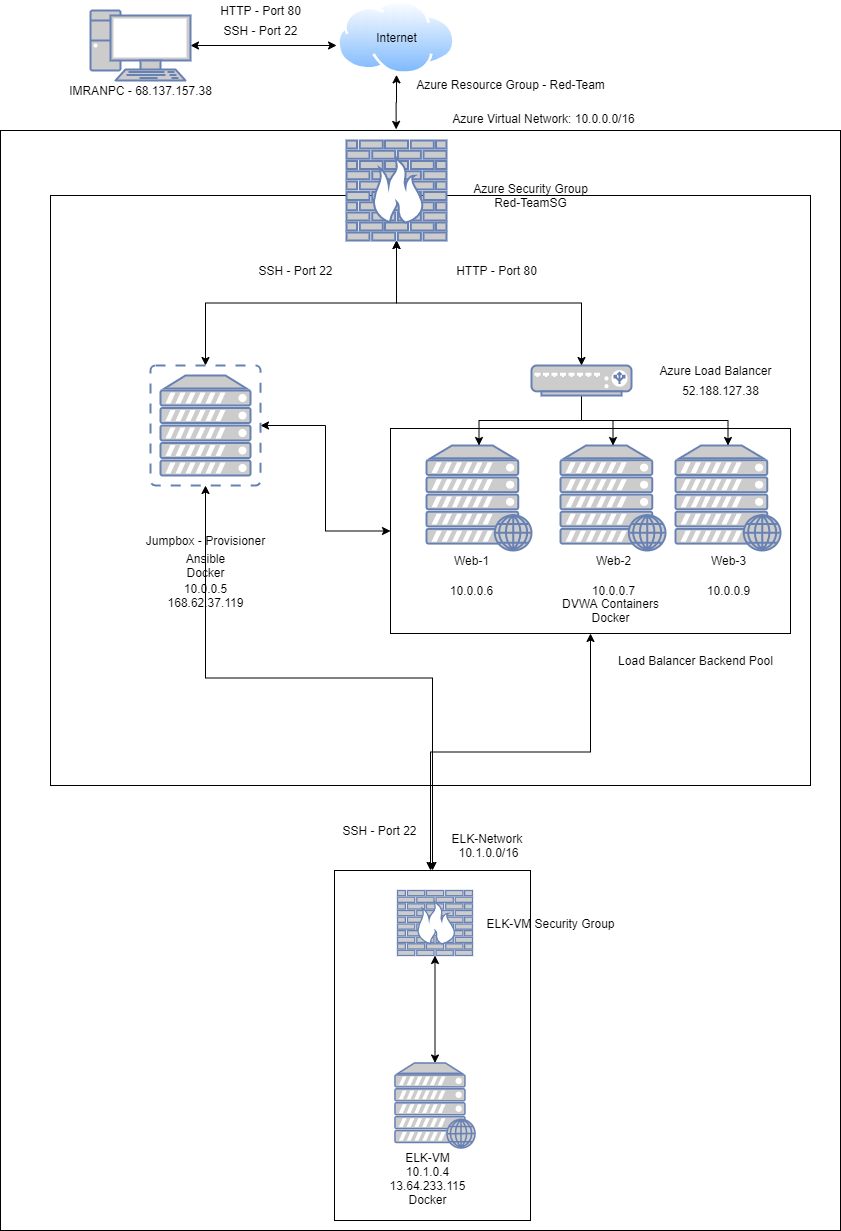 HTTP - Port 80
SSH - Port 22
Internet
IMRANPC - 68.137.157.38
Azure Resource Group - Red-Team
Azure Virtual Network: 10.0.0.0/16
Azure Security Group
Red-TeamSG
SSH - Port 22
HTTP - Port 80
Azure Load Balancer
52.188.127.38
Jumpbox - Provisioner
Ansible
Docker
10.0.0.5
168.62.37.119
Web-1
10.0.0.6
Web-2
10.0.0.7
DVWA Containers
Docker
Web-3
10.0.0.9
Load Balancer Backend Pool
SSH - Port 22
ELK-Network
10.1.0.0/16
ELK-VM Security Group
ELK-VM
10.1.0.4
13.64.233.115
Docker